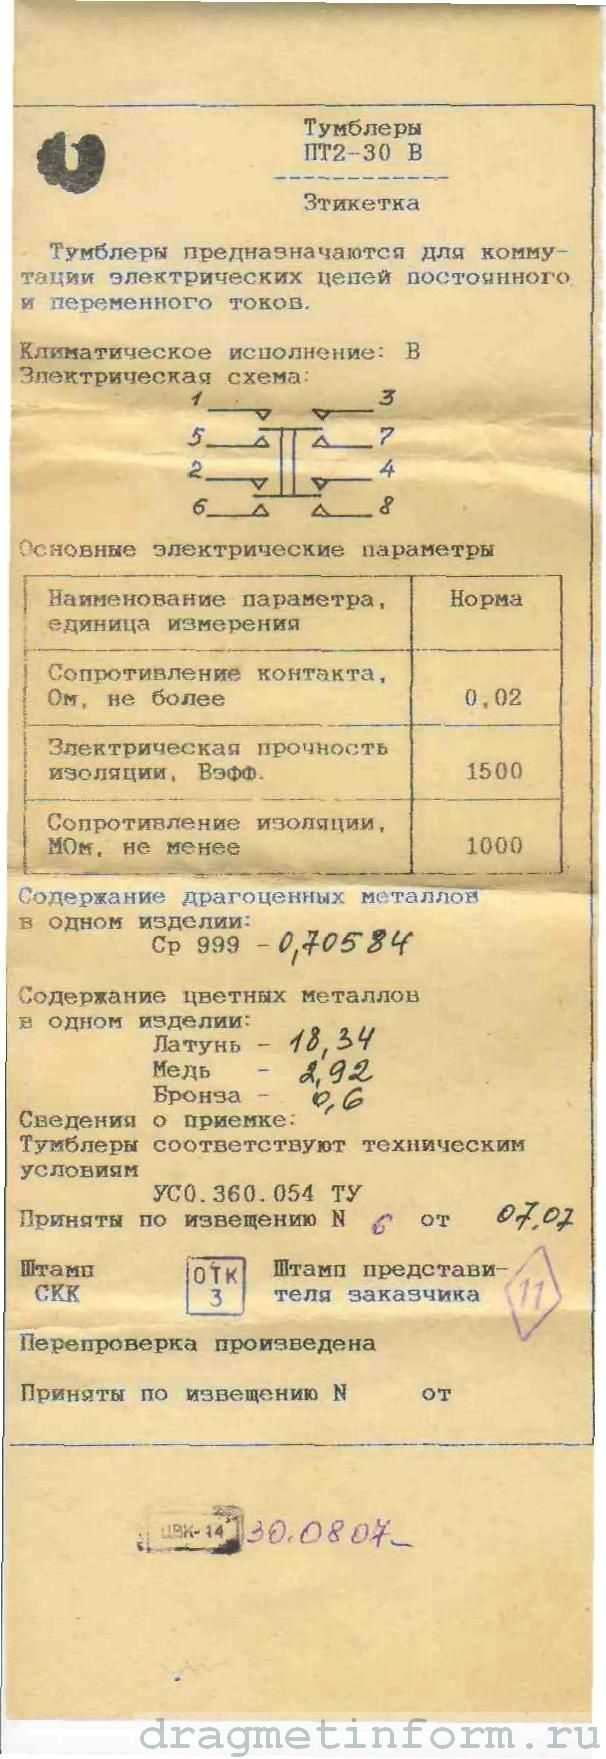 Тумблеры
ПТ2-30 В
Этикетка
Тумблеры предназначаются для комму-
тации электрических цепей постоянного
и переменного токов.
Климатическое исполнение: В
Электрическая схема:
1 3
5 7
2 4
6 8
Основные электрические параметры
Наименование параметра, Норма
единица измерения
Сопротивление контакта,
Ом, не более 0,02
Электрическая прочность
изоляции, Вэфф. 1500
Сопротивление изоляции,
МОм, не менее 1000
Содержание драгоценных металлов
в одном изделии:
Ср 999 - 0,70584
Содержание цветных металлов
в одном изделии:
Латунь - 18,34
Медь - 2,92
Бронза - 0,6
Сведения о приемке:
Тумблеры соответствуют техническим
условиям
УС0.360.054 ТУ
Приняты по извещению N 6 от 07.07
Штамп ОТК Штамп представи-
СКК 3 теля заказчика 11
Перепроверка произведена
Приняты по извещению N от
ЦВК-14 30.08 07
dragmetinform.ru